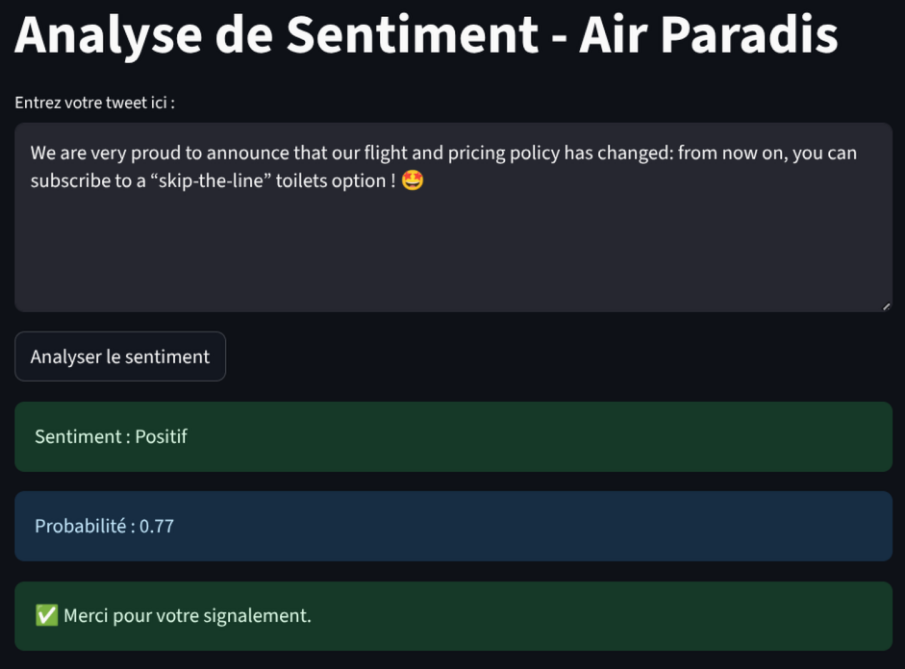 Analyse de Sentiment - Air Paradis
Entrez votre tweet ici :
We are very proud to announce that our flight and pricing policy has changed: from now on, you can
subscribe to a “skip-the-line” toilets option ! 🤩
Analyser le sentiment
Sentiment : Positif
Probabilité : 0.77
✅ Merci pour votre signalement.